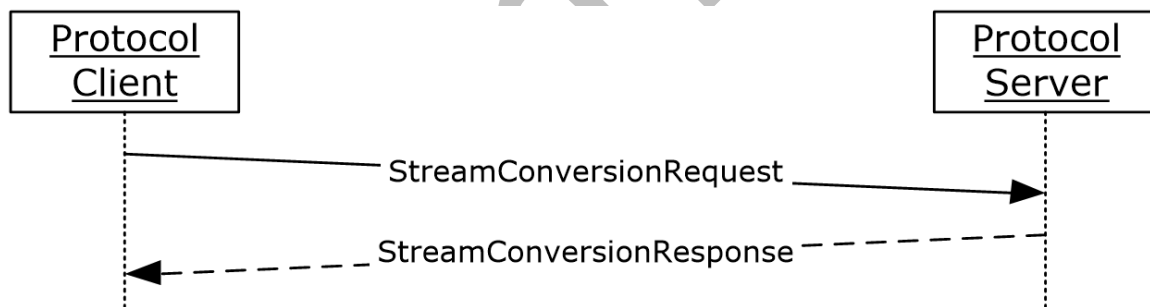 Protocol
Client
Protocol
Server
StreamConversionRequest
StreamConversionResponse